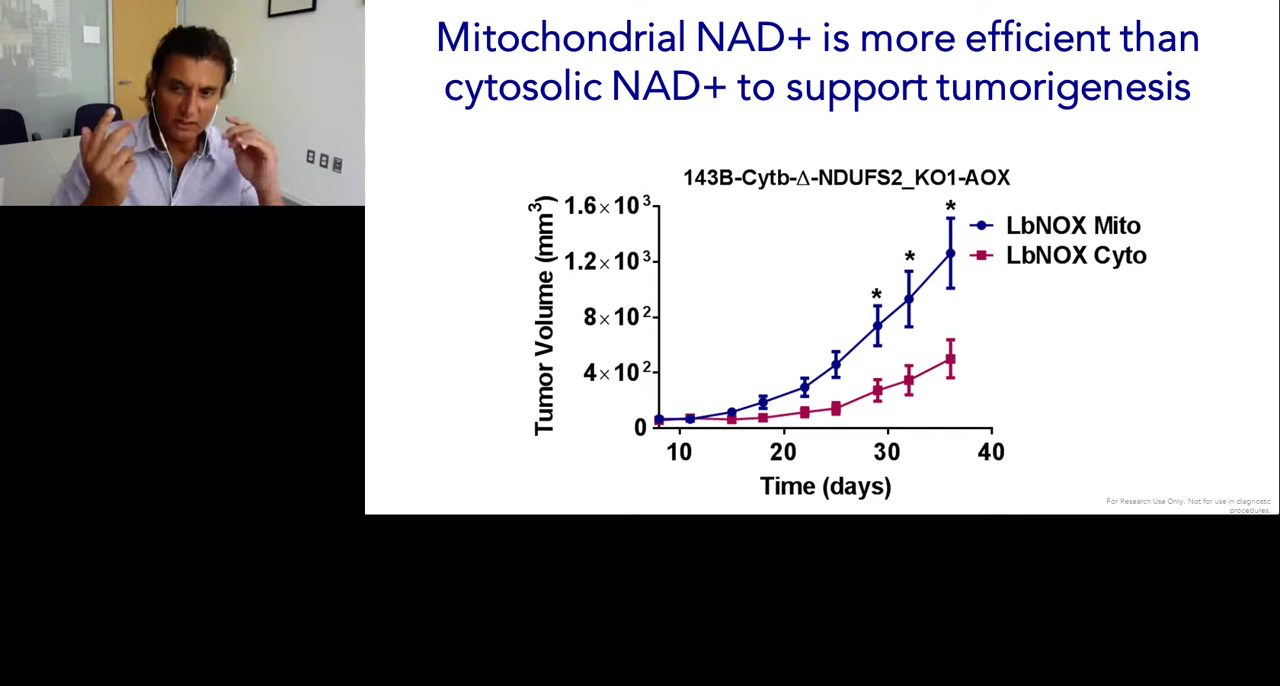 Mitochondrial NAD+ is more efficient than
cytosolic NAD+ to support tumorigenesis
143B-Cytb-Δ-NDUFS2_KO1-AOX
Tumor Volume (mm³)
1.6×10³
1.2×10³
8×10²
4×10²
0
* * *
LbNOX Mito
LbNOX Cyto
10 20 30 40
Time (days)
For Research Use Only. Not for use in diagnostic
procedures.